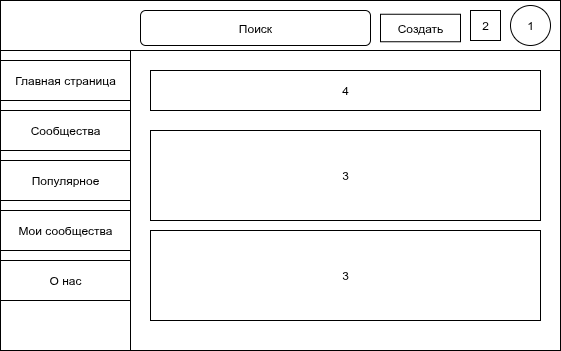 Поиск
Создать
2
1
Главная страница
Сообщества
Популярное
Мои сообщества
О нас
4
3
3